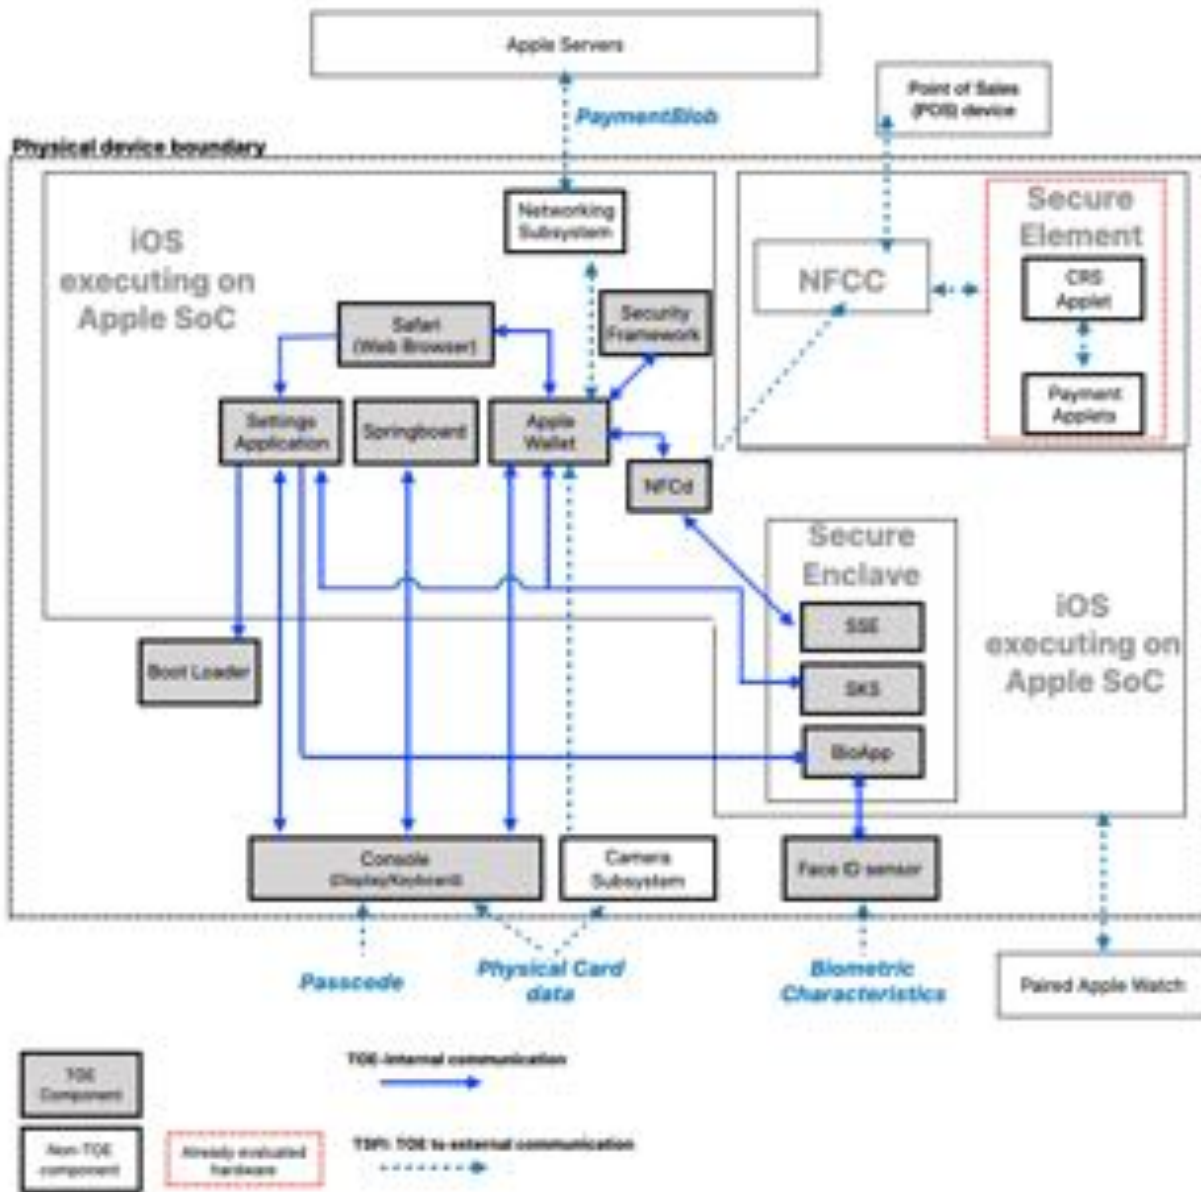 Apple Servers
Point of Sales
(POS) device
PaymentBlob
Physical device boundary
Networking
Subsystem
iOS
executing on
Apple SoC
Secure
Element
NFCC
CRS
Applet
Safari
(Web Browser)
Security
Framework
Payment
Applets
Settings
Application
Springboard
Apple
Wallet
NFCd
Secure
Enclave
SSE
iOS
executing on
Apple SoC
Boot Loader
SKS
BioApp
Console
(Display/Keyboard)
Camera
Subsystem
Face ID sensor
Passcode
Physical Card
data
Biometric
Characteristics
Paired Apple Watch
TOE
Component
TOE-internal communication
Non-TOE
component
Already evaluated
hardware
TSFI: TOE to external communication